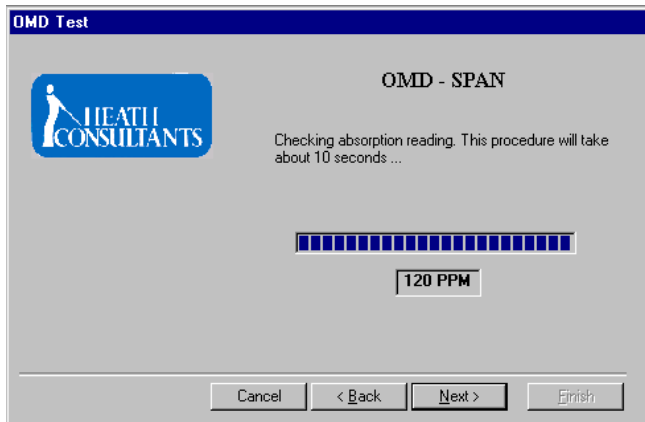 OMD Test
OMD - SPAN
HEATH
CONSULTANTS
Checking absorption reading. This procedure will take
about 10 seconds ...
120 PPM
Cancel
< Back
Next >
Finish